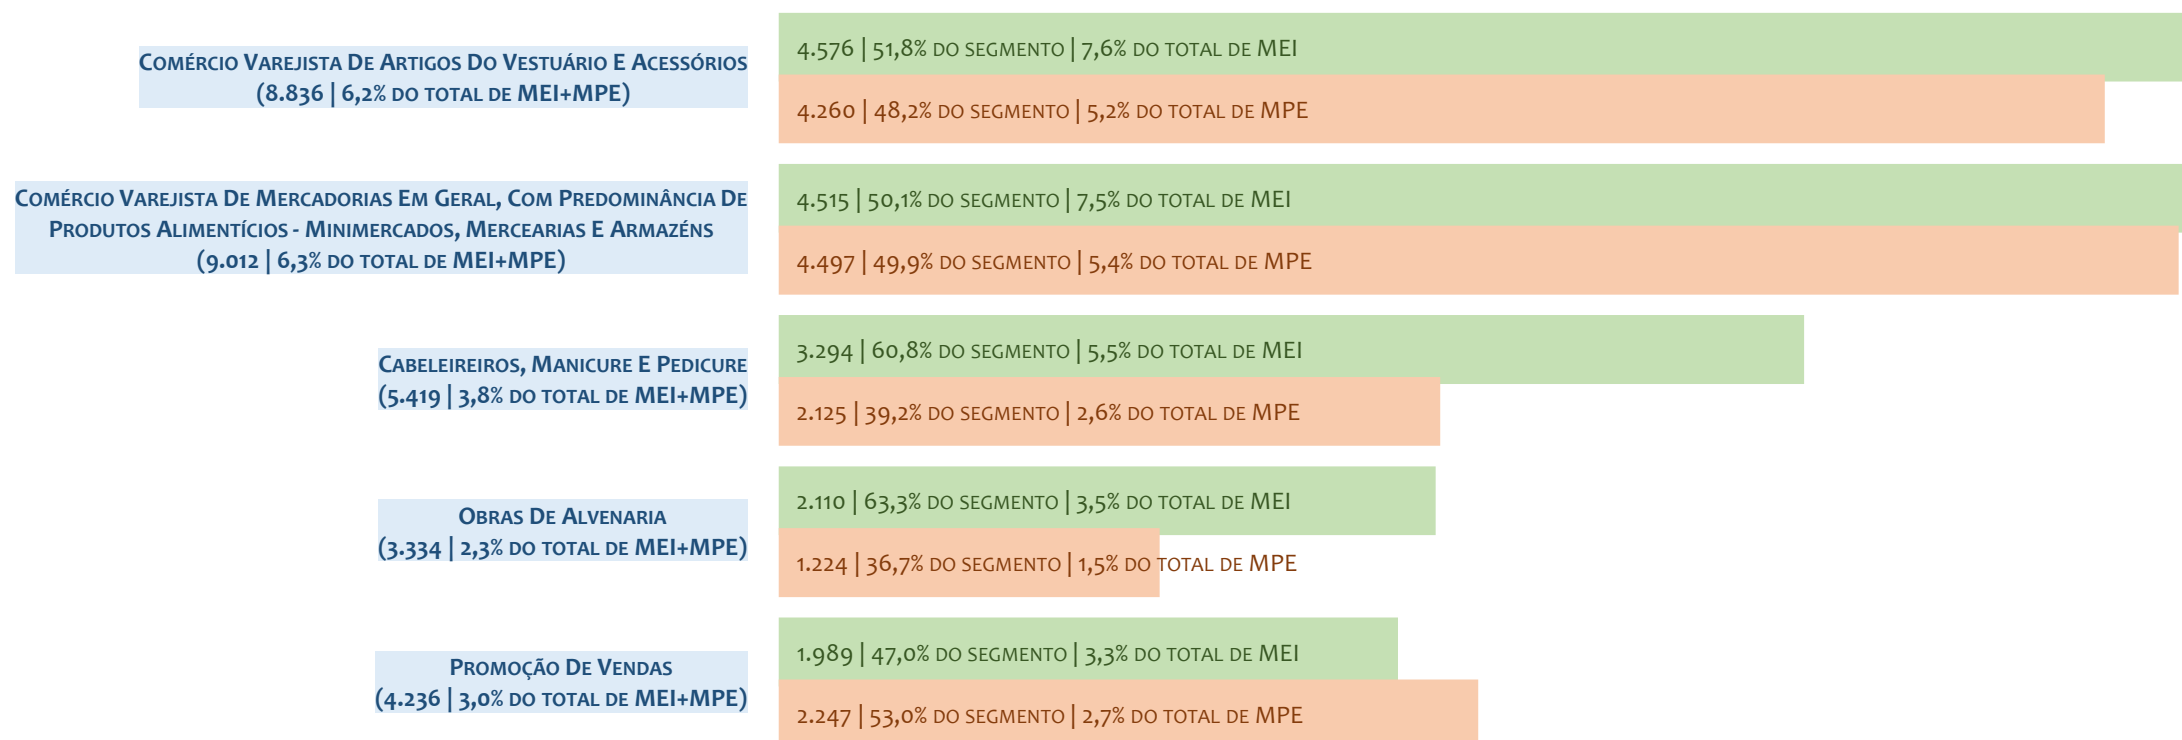 Comércio Varejista De Artigos Do Vestuário E Acessórios
(8.836 | 6,2% do total de MEI+MPE)
4.576 | 51,8% do segmento | 7,6% do total de MEI
4.260 | 48,2% do segmento | 5,2% do total de MPE
Comércio Varejista De Mercadorias Em Geral, Com Predominância De
Produtos Alimentícios - Minimercados, Mercearias E Armazéns
(9.012 | 6,3% do total de MEI+MPE)
4.515 | 50,1% do segmento | 7,5% do total de MEI
4.497 | 49,9% do segmento | 5,4% do total de MPE
Cabeleireiros, Manicure E Pedicure
(5.419 | 3,8% do total de MEI+MPE)
3.294 | 60,8% do segmento | 5,5% do total de MEI
2.125 | 39,2% do segmento | 2,6% do total de MPE
Obras De Alvenaria
(3.334 | 2,3% do total de MEI+MPE)
2.110 | 63,3% do segmento | 3,5% do total de MEI
1.224 | 36,7% do segmento | 1,5% do total de MPE
Promoção De Vendas
(4.236 | 3,0% do total de MEI+MPE)
1.989 | 47,0% do segmento | 3,3% do total de MEI
2.247 | 53,0% do segmento | 2,7% do total de MPE